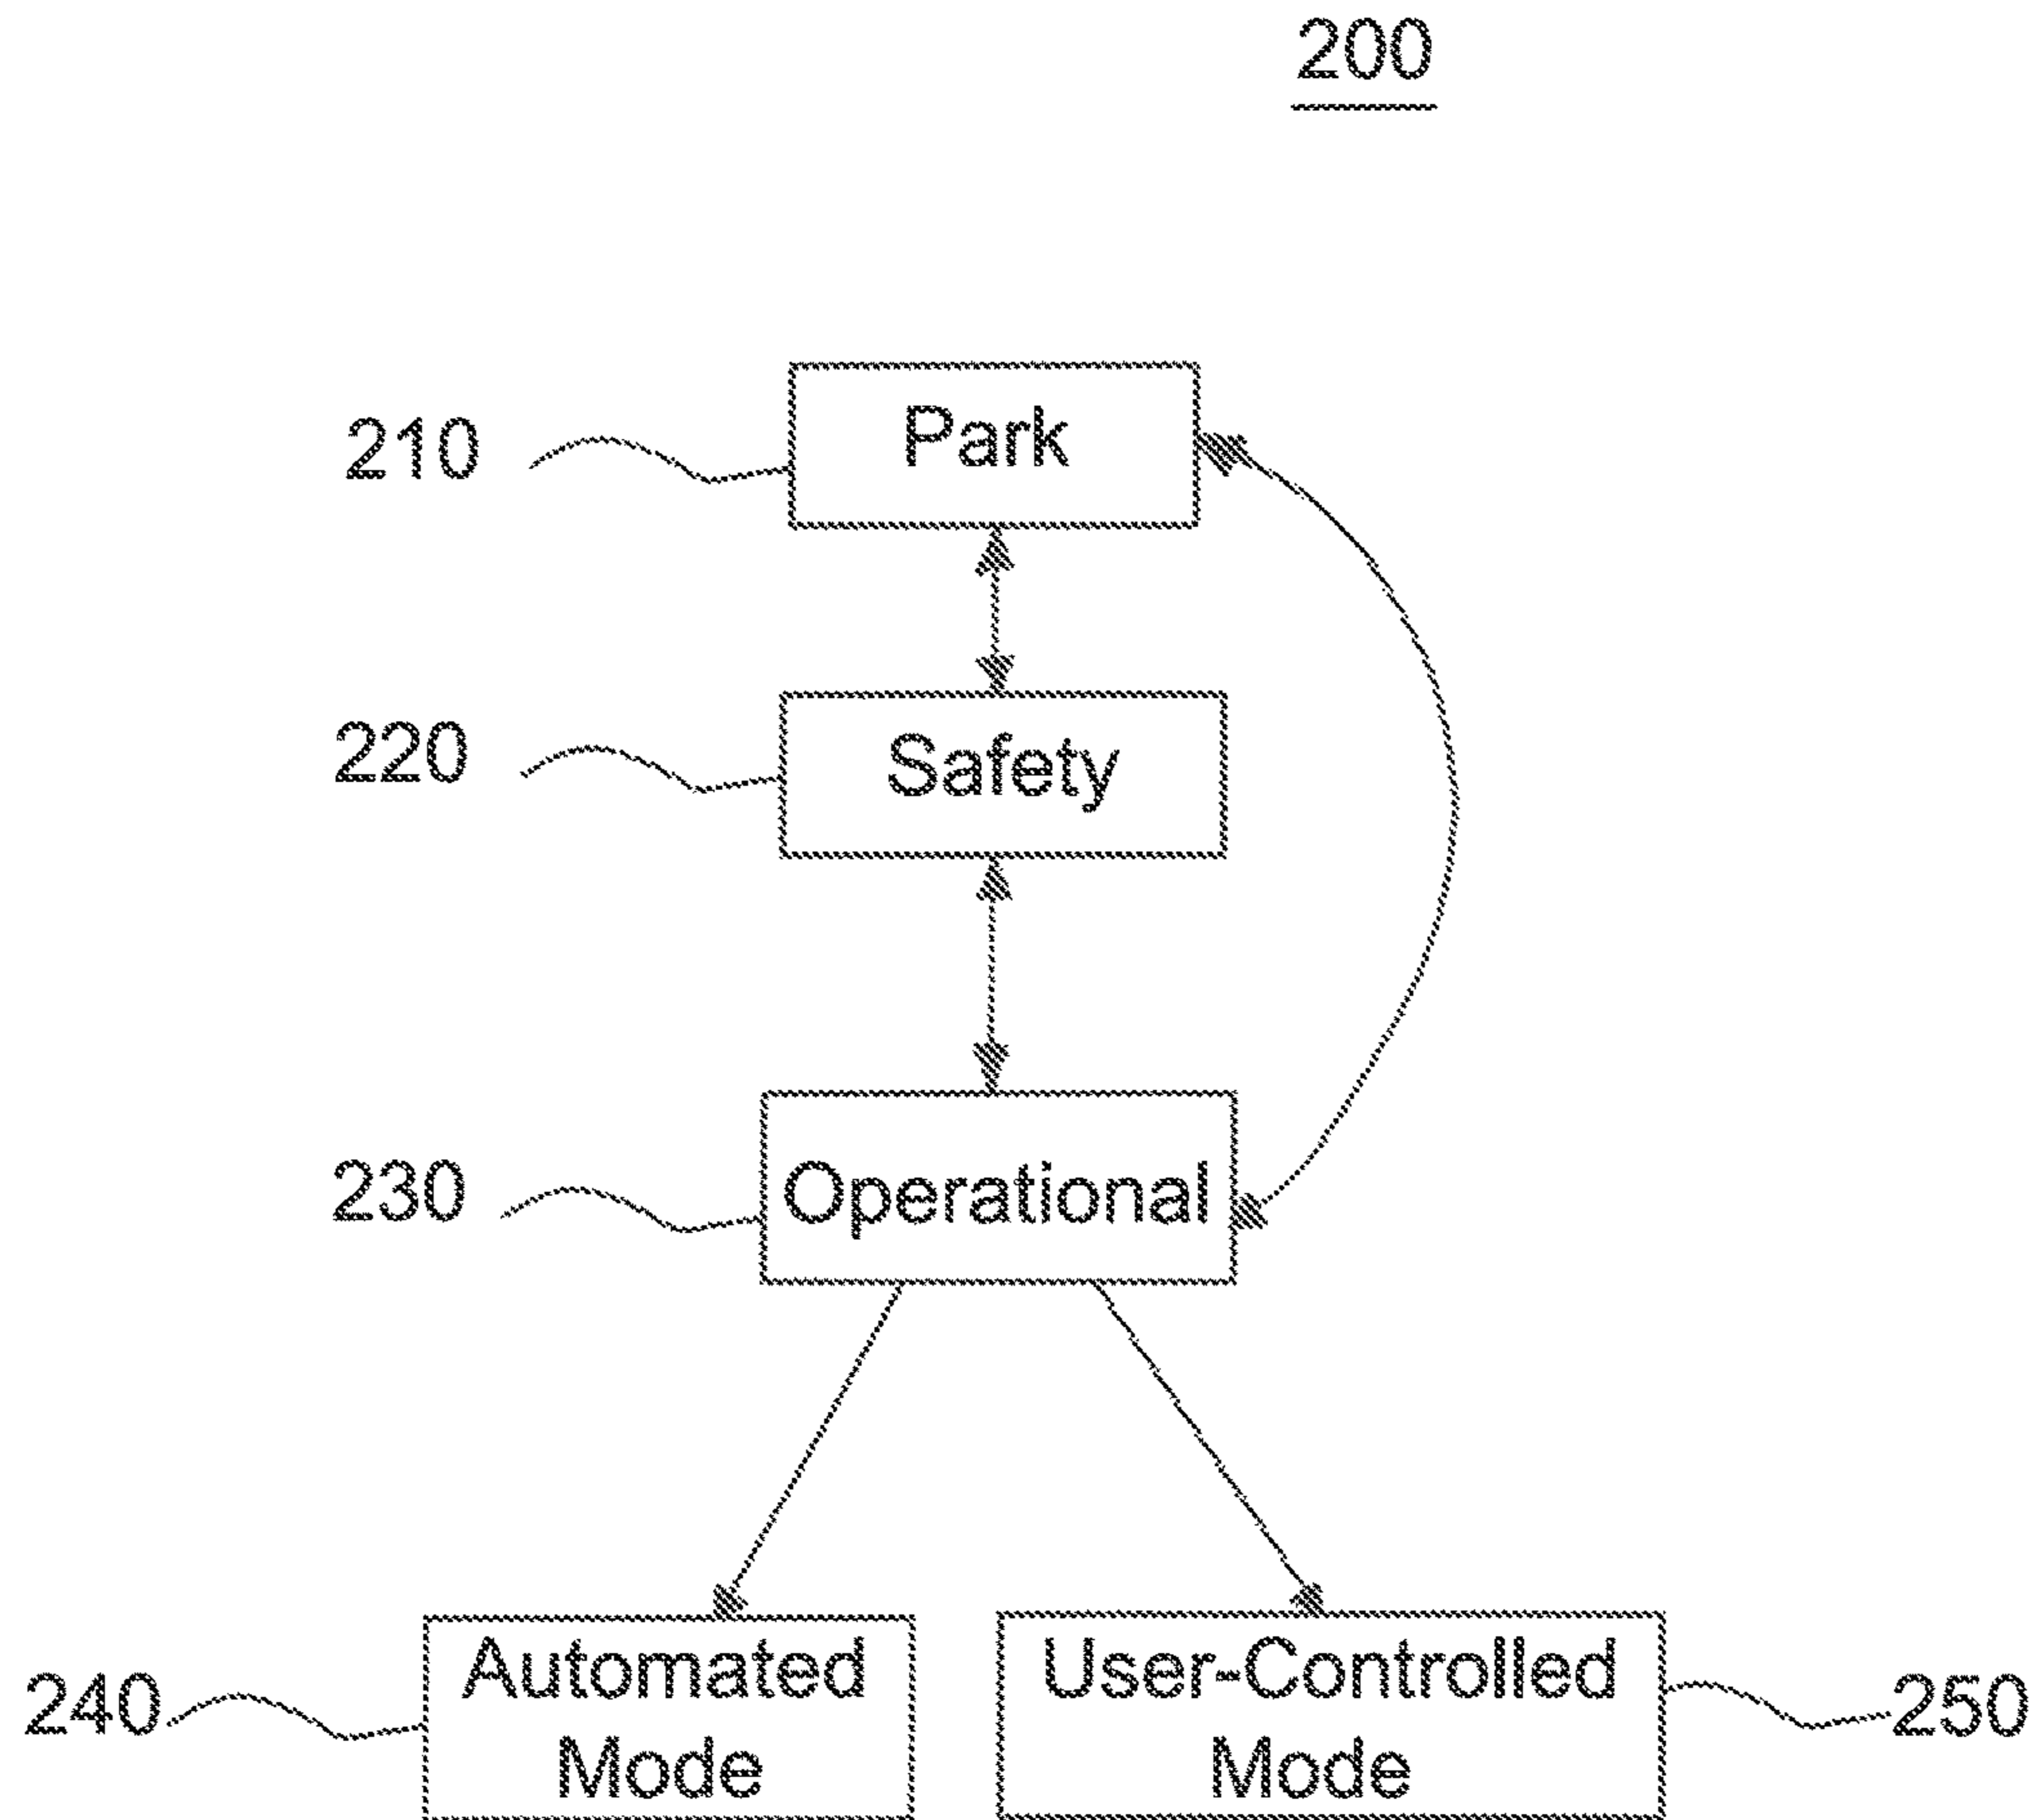 200
210
Park
220
Safety
230
Operational
240
Automated
Mode
User-Controlled
Mode
250